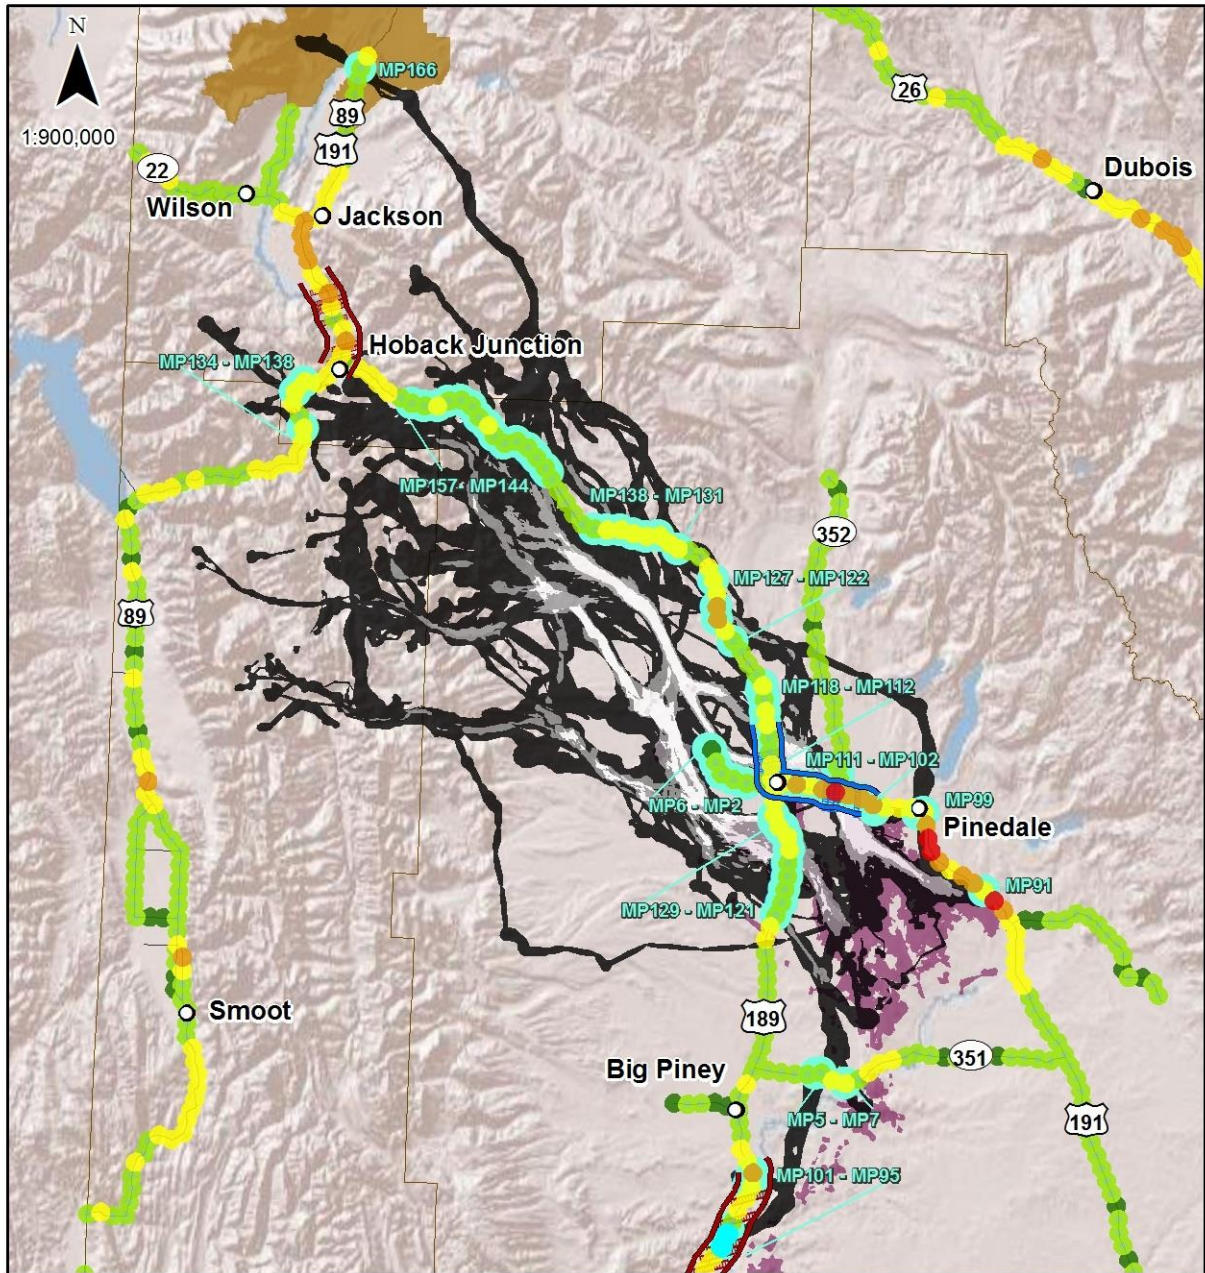 N
1:900,000
MP166
89
26
191
22
Dubois
Wilson
Jackson
Hoback Junction
MP134 - MP138
MP157- MP144
MP138 - MP131
352
MP127 - MP122
89
MP118 - MP112
MP111 - MP102
MP6 - MP2
MP99
Pinedale
MP91
MP129 - MP121
Smoot
189
351
Big Piney
MP5 - MP7
191
MP101 - MP95